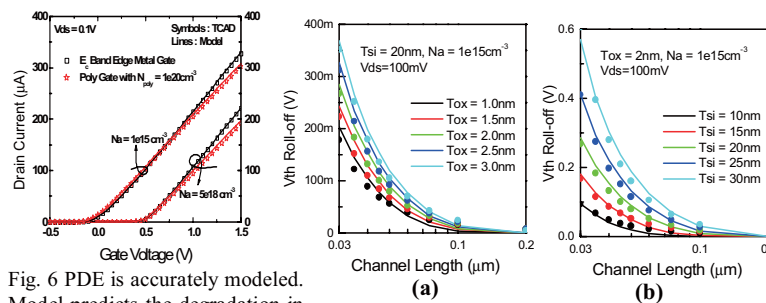 Vds = 0.1V
Symbols : TCAD
Lines : Model
E_c Band Edge Metal Gate
Poly Gate with N_poly = 1e20cm^-3
Na = 1e15cm^-3
Na = 5e18cm^-3
Drain Current (μA)
400
300
200
100
0
400
300
200
100
0
-0.5 0.0 0.5 1.0 1.5
Gate Voltage (V)
Fig. 6 PDE is accurately modeled.
Model predicts the degradation in
Vth Roll-off (V)
400m
300m
200m
100m
0
Tsi = 20nm, Na = 1e15cm^-3
Vds=100mV
Tox = 1.0nm
Tox = 1.5nm
Tox = 2.0nm
Tox = 2.5nm
Tox = 3.0nm
0.03 0.1 0.2
Channel Length (μm)
(a)
Vth Roll-off (V)
0.6
0.4
0.2
0.0
Tox = 2nm, Na = 1e15cm^-3
Vds=100mV
Tsi = 10nm
Tsi = 15nm
Tsi = 20nm
Tsi = 25nm
Tsi = 30nm
0.03 0.1
Channel Length (μm)
(b)